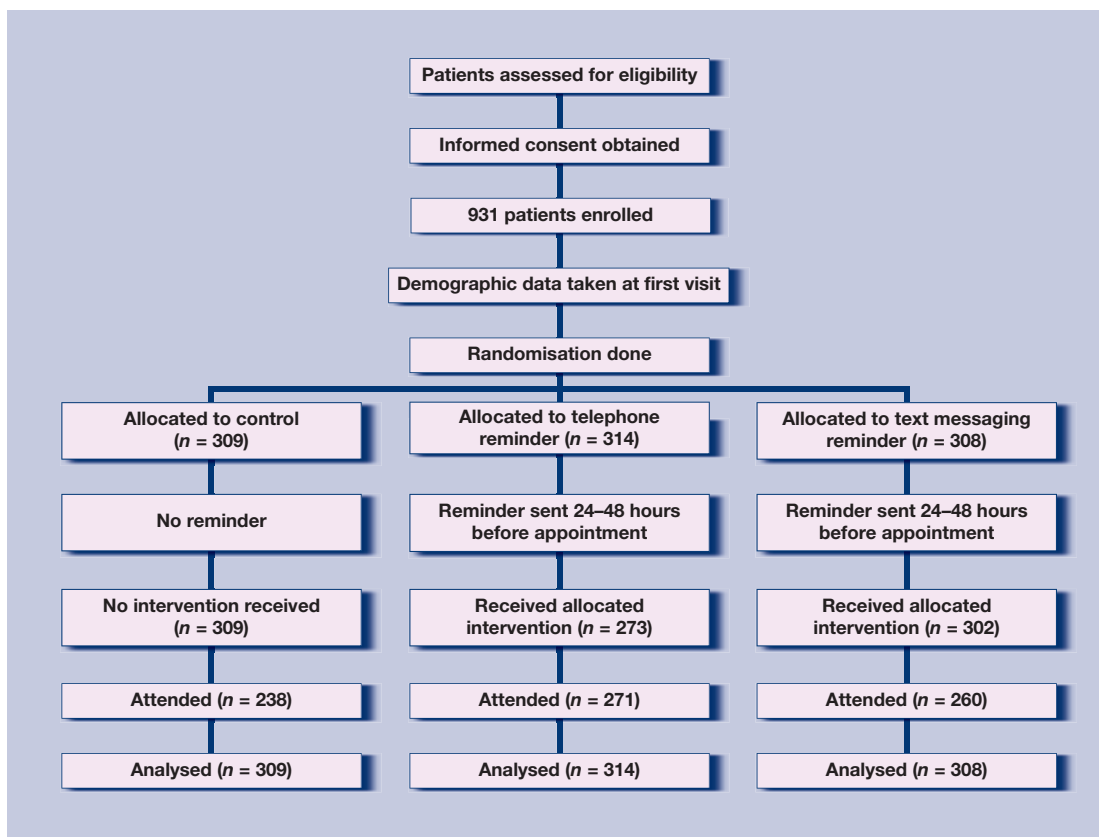 Patients assessed for eligibility
Informed consent obtained
931 patients enrolled
Demographic data taken at first visit
Randomisation done
Allocated to control
(n = 309)
Allocated to telephone
reminder (n = 314)
Allocated to text messaging
reminder (n = 308)
No reminder
Reminder sent 24–48 hours
before appointment
Reminder sent 24–48 hours
before appointment
No intervention received
(n = 309)
Received allocated
intervention (n = 273)
Received allocated
intervention (n = 302)
Attended (n = 238)
Attended (n = 271)
Attended (n = 260)
Analysed (n = 309)
Analysed (n = 314)
Analysed (n = 308)